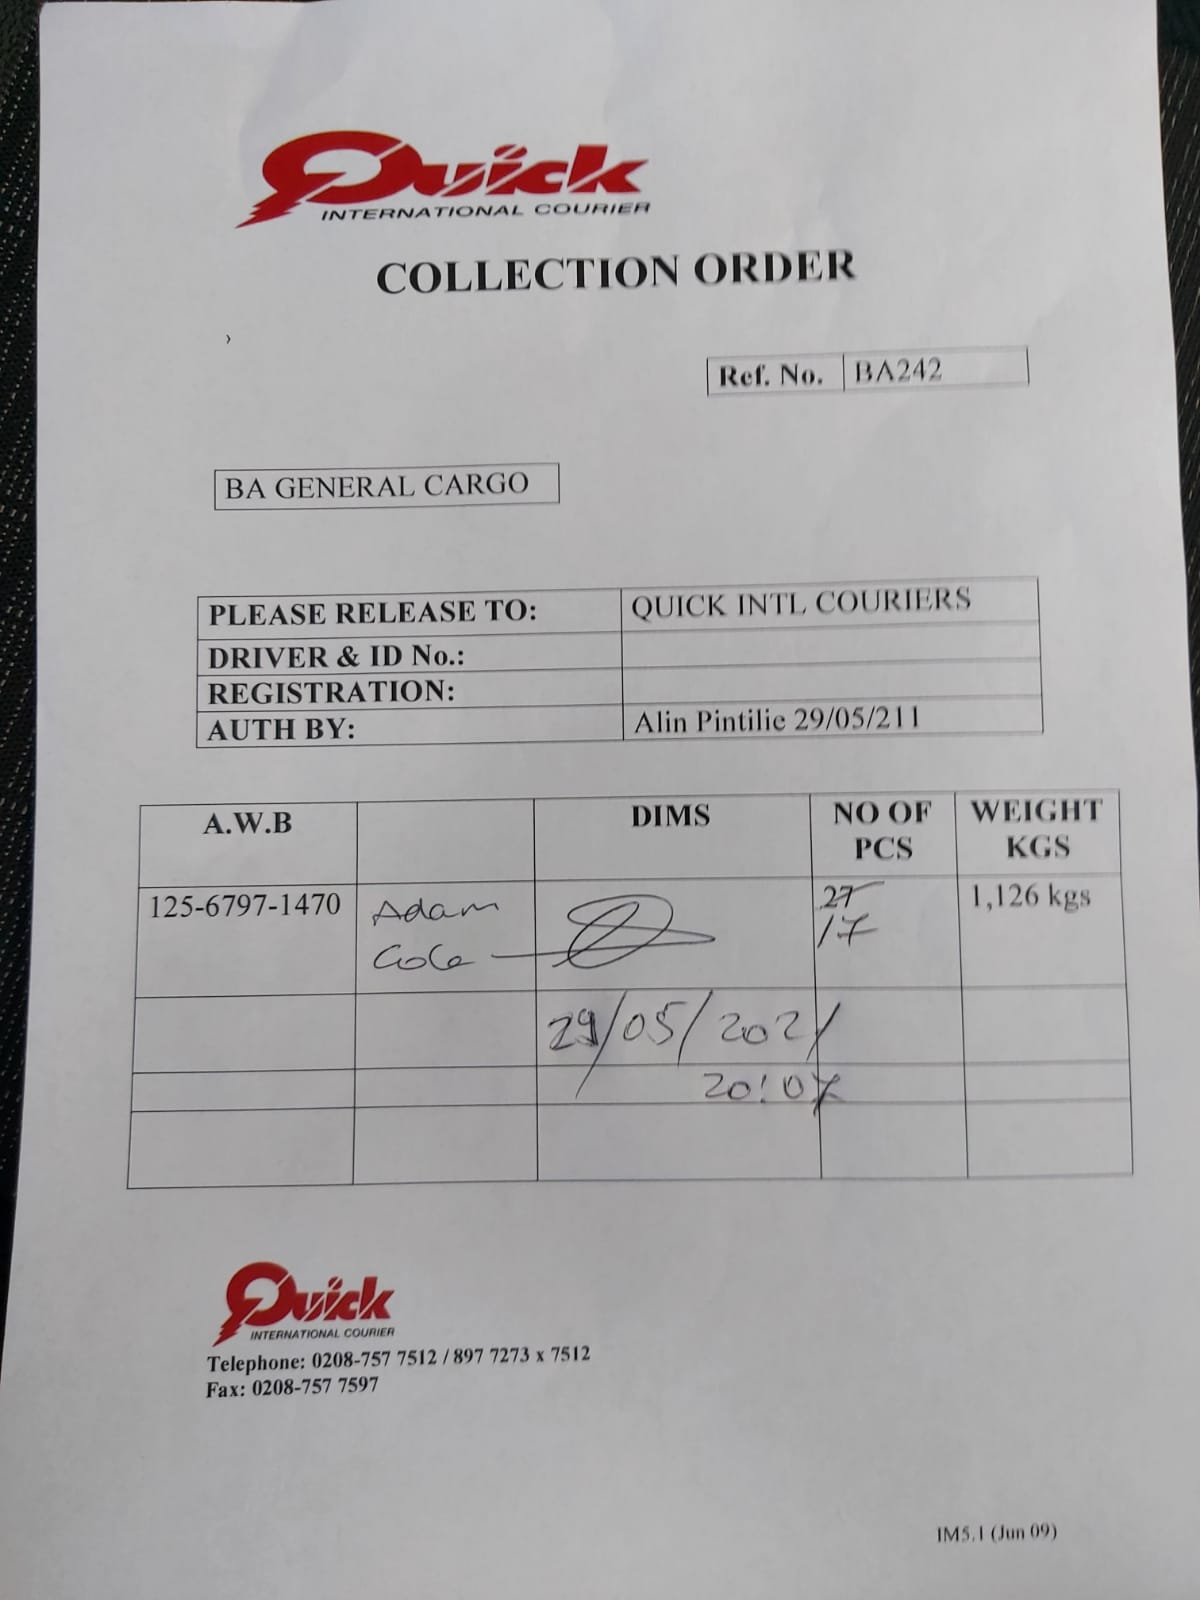 Quick
INTERNATIONAL COURIER
COLLECTION ORDER
Ref. No. BA242
BA GENERAL CARGO
PLEASE RELEASE TO: QUICK INTL COURIERS
DRIVER & ID No.:
REGISTRATION:
AUTH BY: Alin Pintilie 29/05/211
A.W.B DIMS NO OF PCS WEIGHT KGS
125-6797-1470 Adam 27 1,126 kgs
Cole 17
29/05/2021
20:07
Quick
INTERNATIONAL COURIER
Telephone: 0208-757 7512 / 897 7273 x 7512
Fax: 0208-757 7597
IM5.1 (Jun 09)